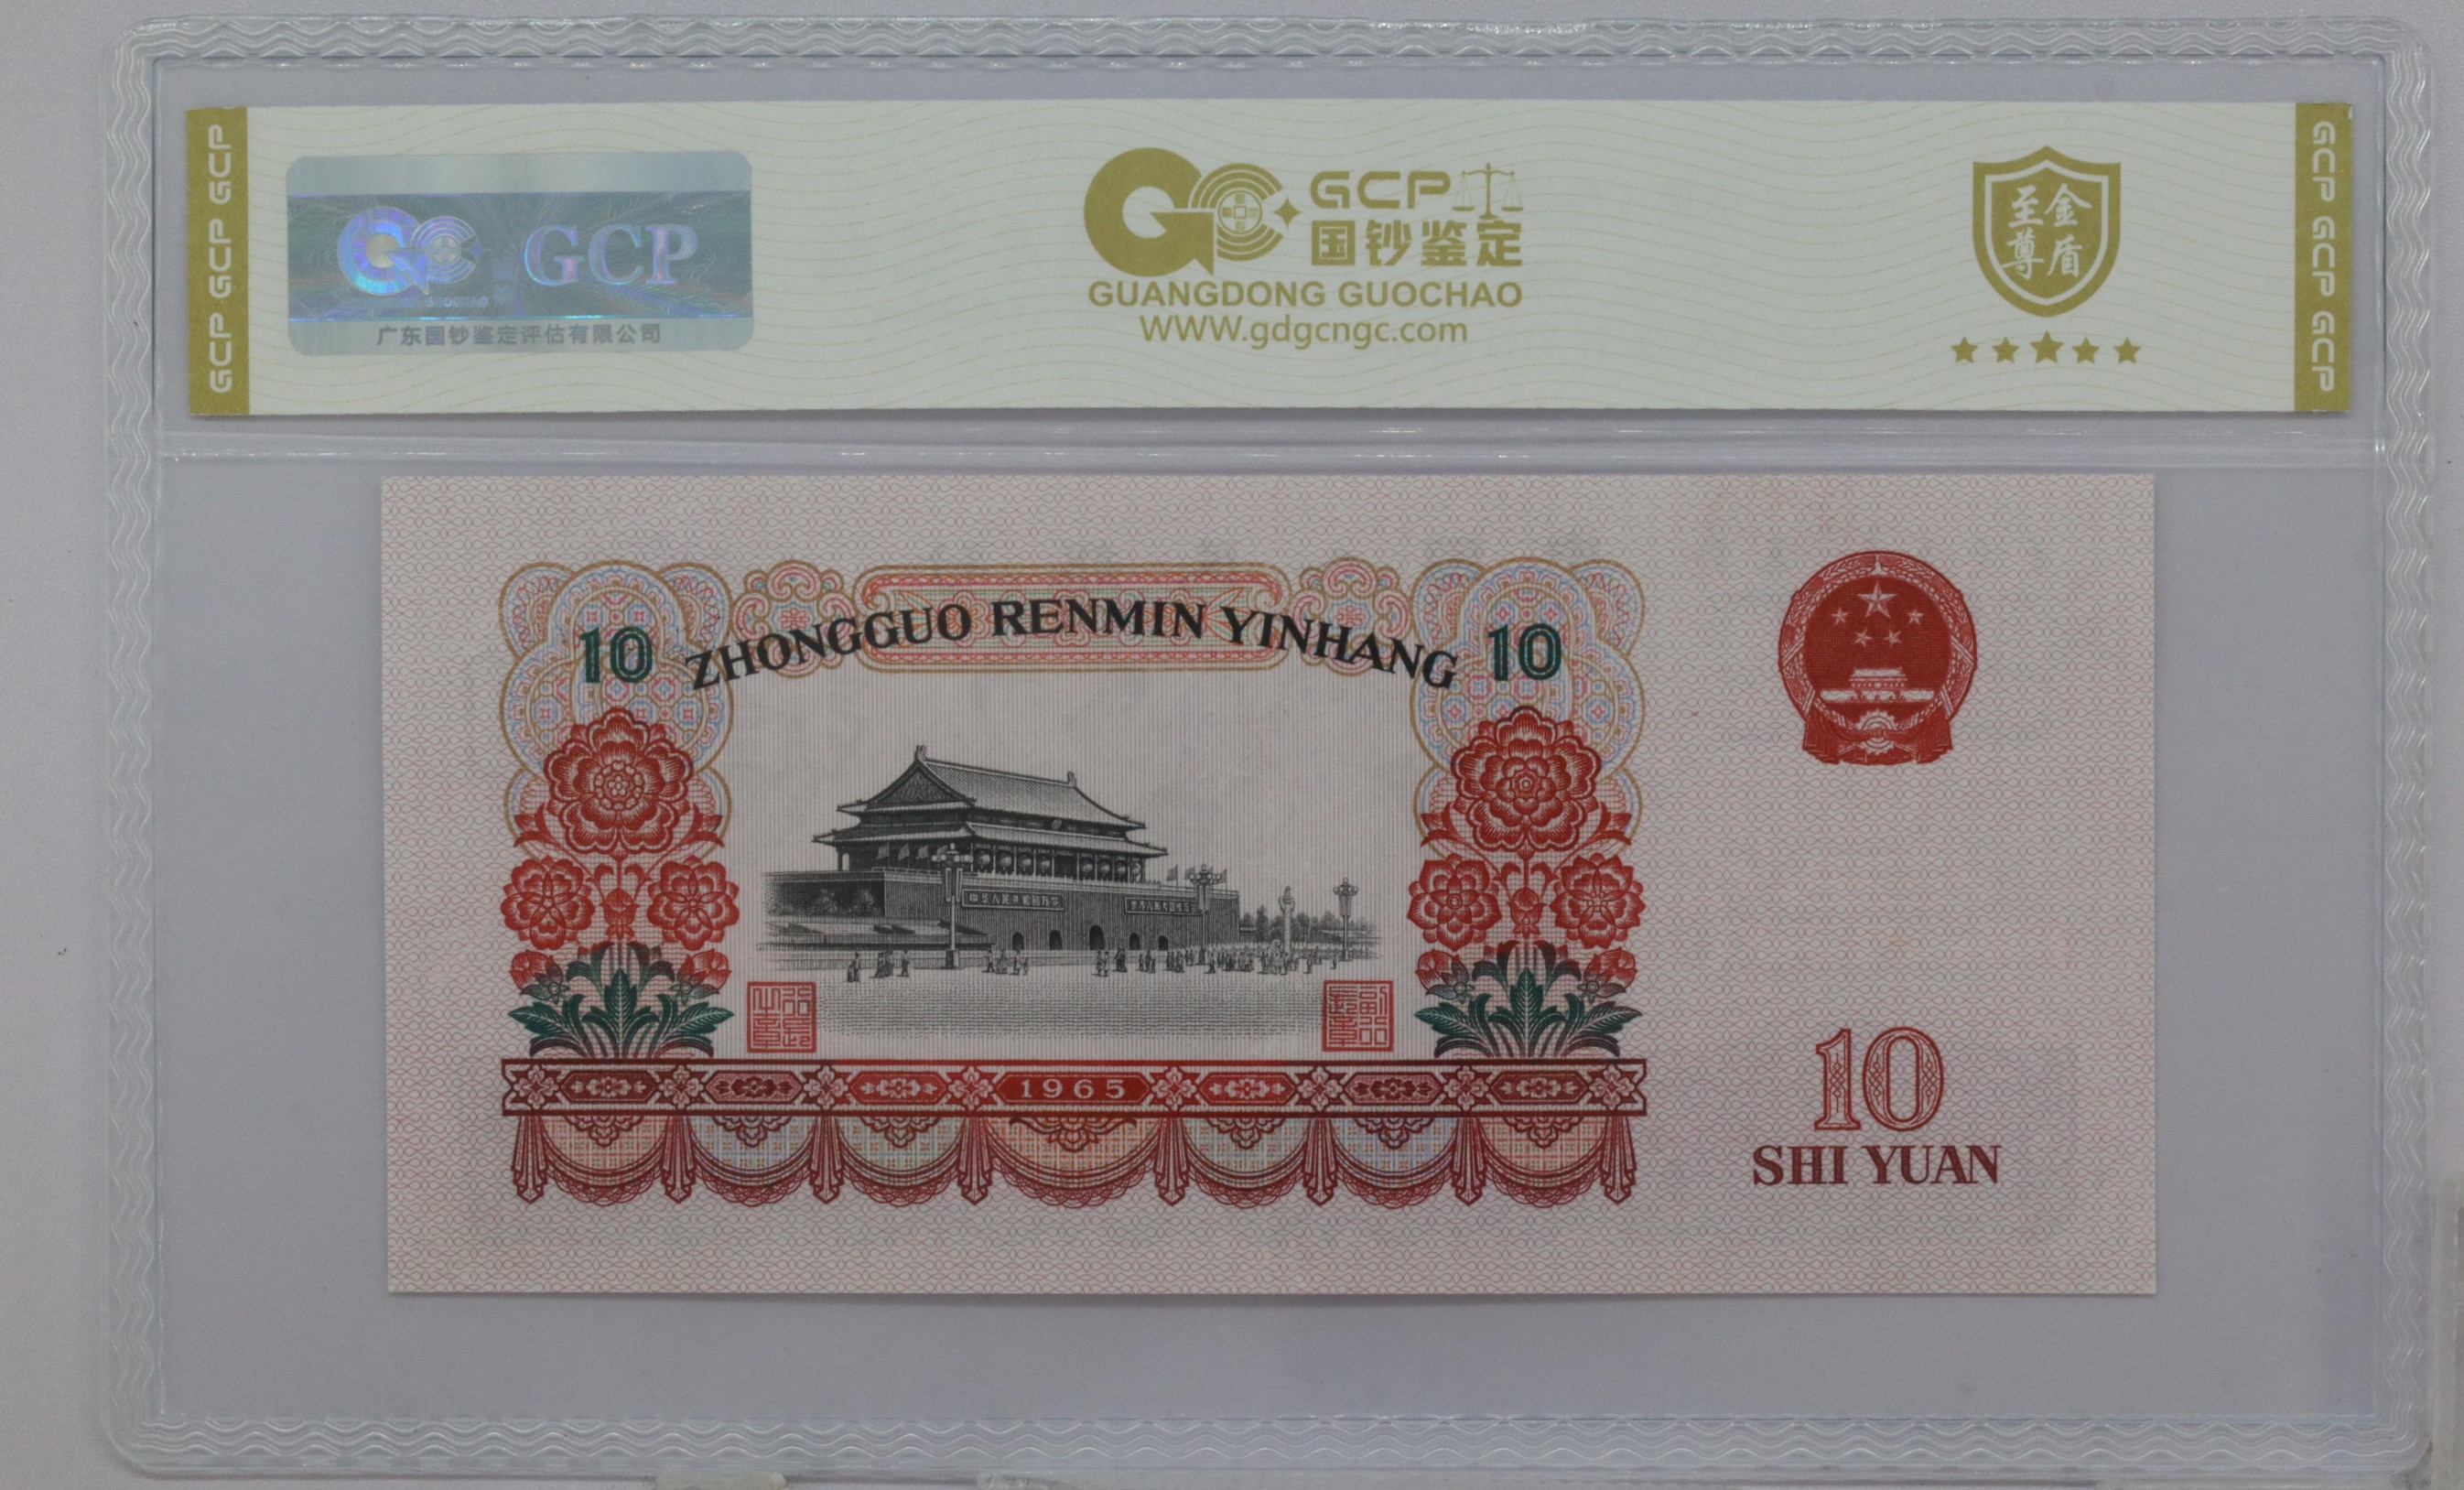 GCP GCP GCP
GCP
广东国钞鉴定评估有限公司
GCP
国钞鉴定
GUANGDONG GUOCHAO
WWW.gdgcngc.com
至尊
金盾
GCP GCP GCP
10 ZHONGGUO RENMIN YINHANG 10
1965
10
SHI YUAN